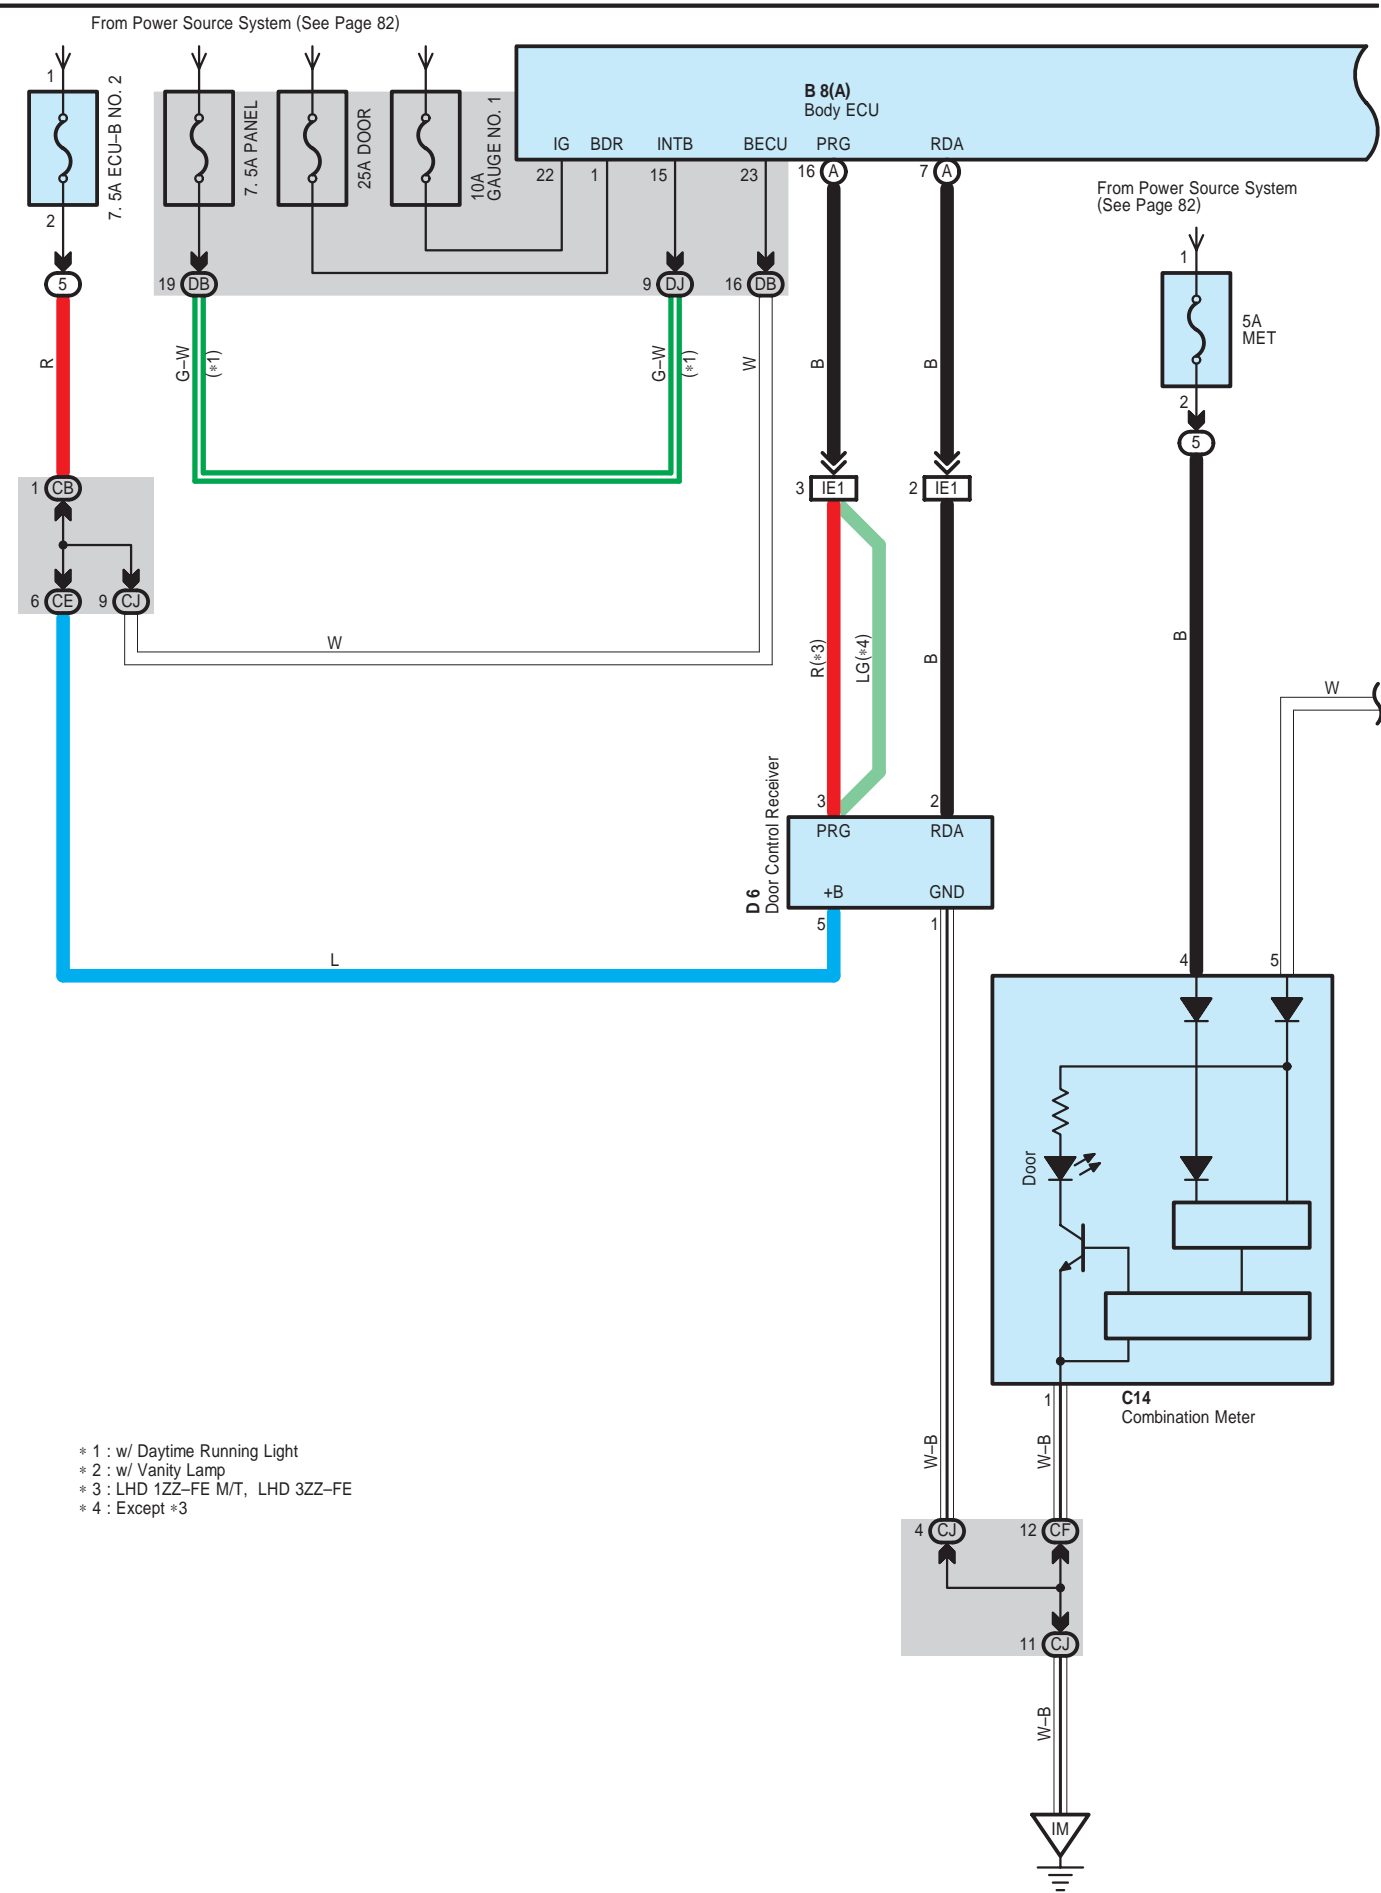 From Power Source System (See Page 82)
1
7. 5A ECU–B NO. 2
2
5
7. 5A PANEL
25A DOOR
10A
GAUGE NO. 1
B 8(A)
Body ECU
IG BDR INTB BECU PRG RDA
22 1 15 23 16 A 7 A
19 DB 9 DJ 16 DB
From Power Source System
(See Page 82)
1
5A
MET
2
5
R
G–W
(∗1)
G–W
(∗1)
W
B
B
1 CB
3 IE1 2 IE1
6 CE 9 CJ
W
R(∗3)
LG(∗4)
B
B
W
D 6
Door Control Receiver
3 2
PRG RDA
+B GND
5 1
L
4 5
Door
C14
Combination Meter
1
W–B
W–B
∗ 1 : w/ Daytime Running Light
∗ 2 : w/ Vanity Lamp
∗ 3 : LHD 1ZZ–FE M/T, LHD 3ZZ–FE
∗ 4 : Except ∗3
4 CJ 12 CF
11 CJ
W–B
IM